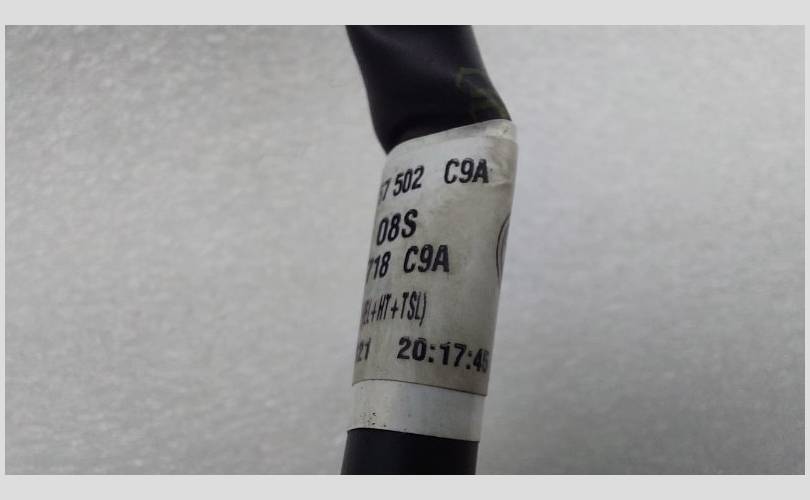 7 502 C9A
08S
718 C9A
L+HT+TSL)
21 20:17:45